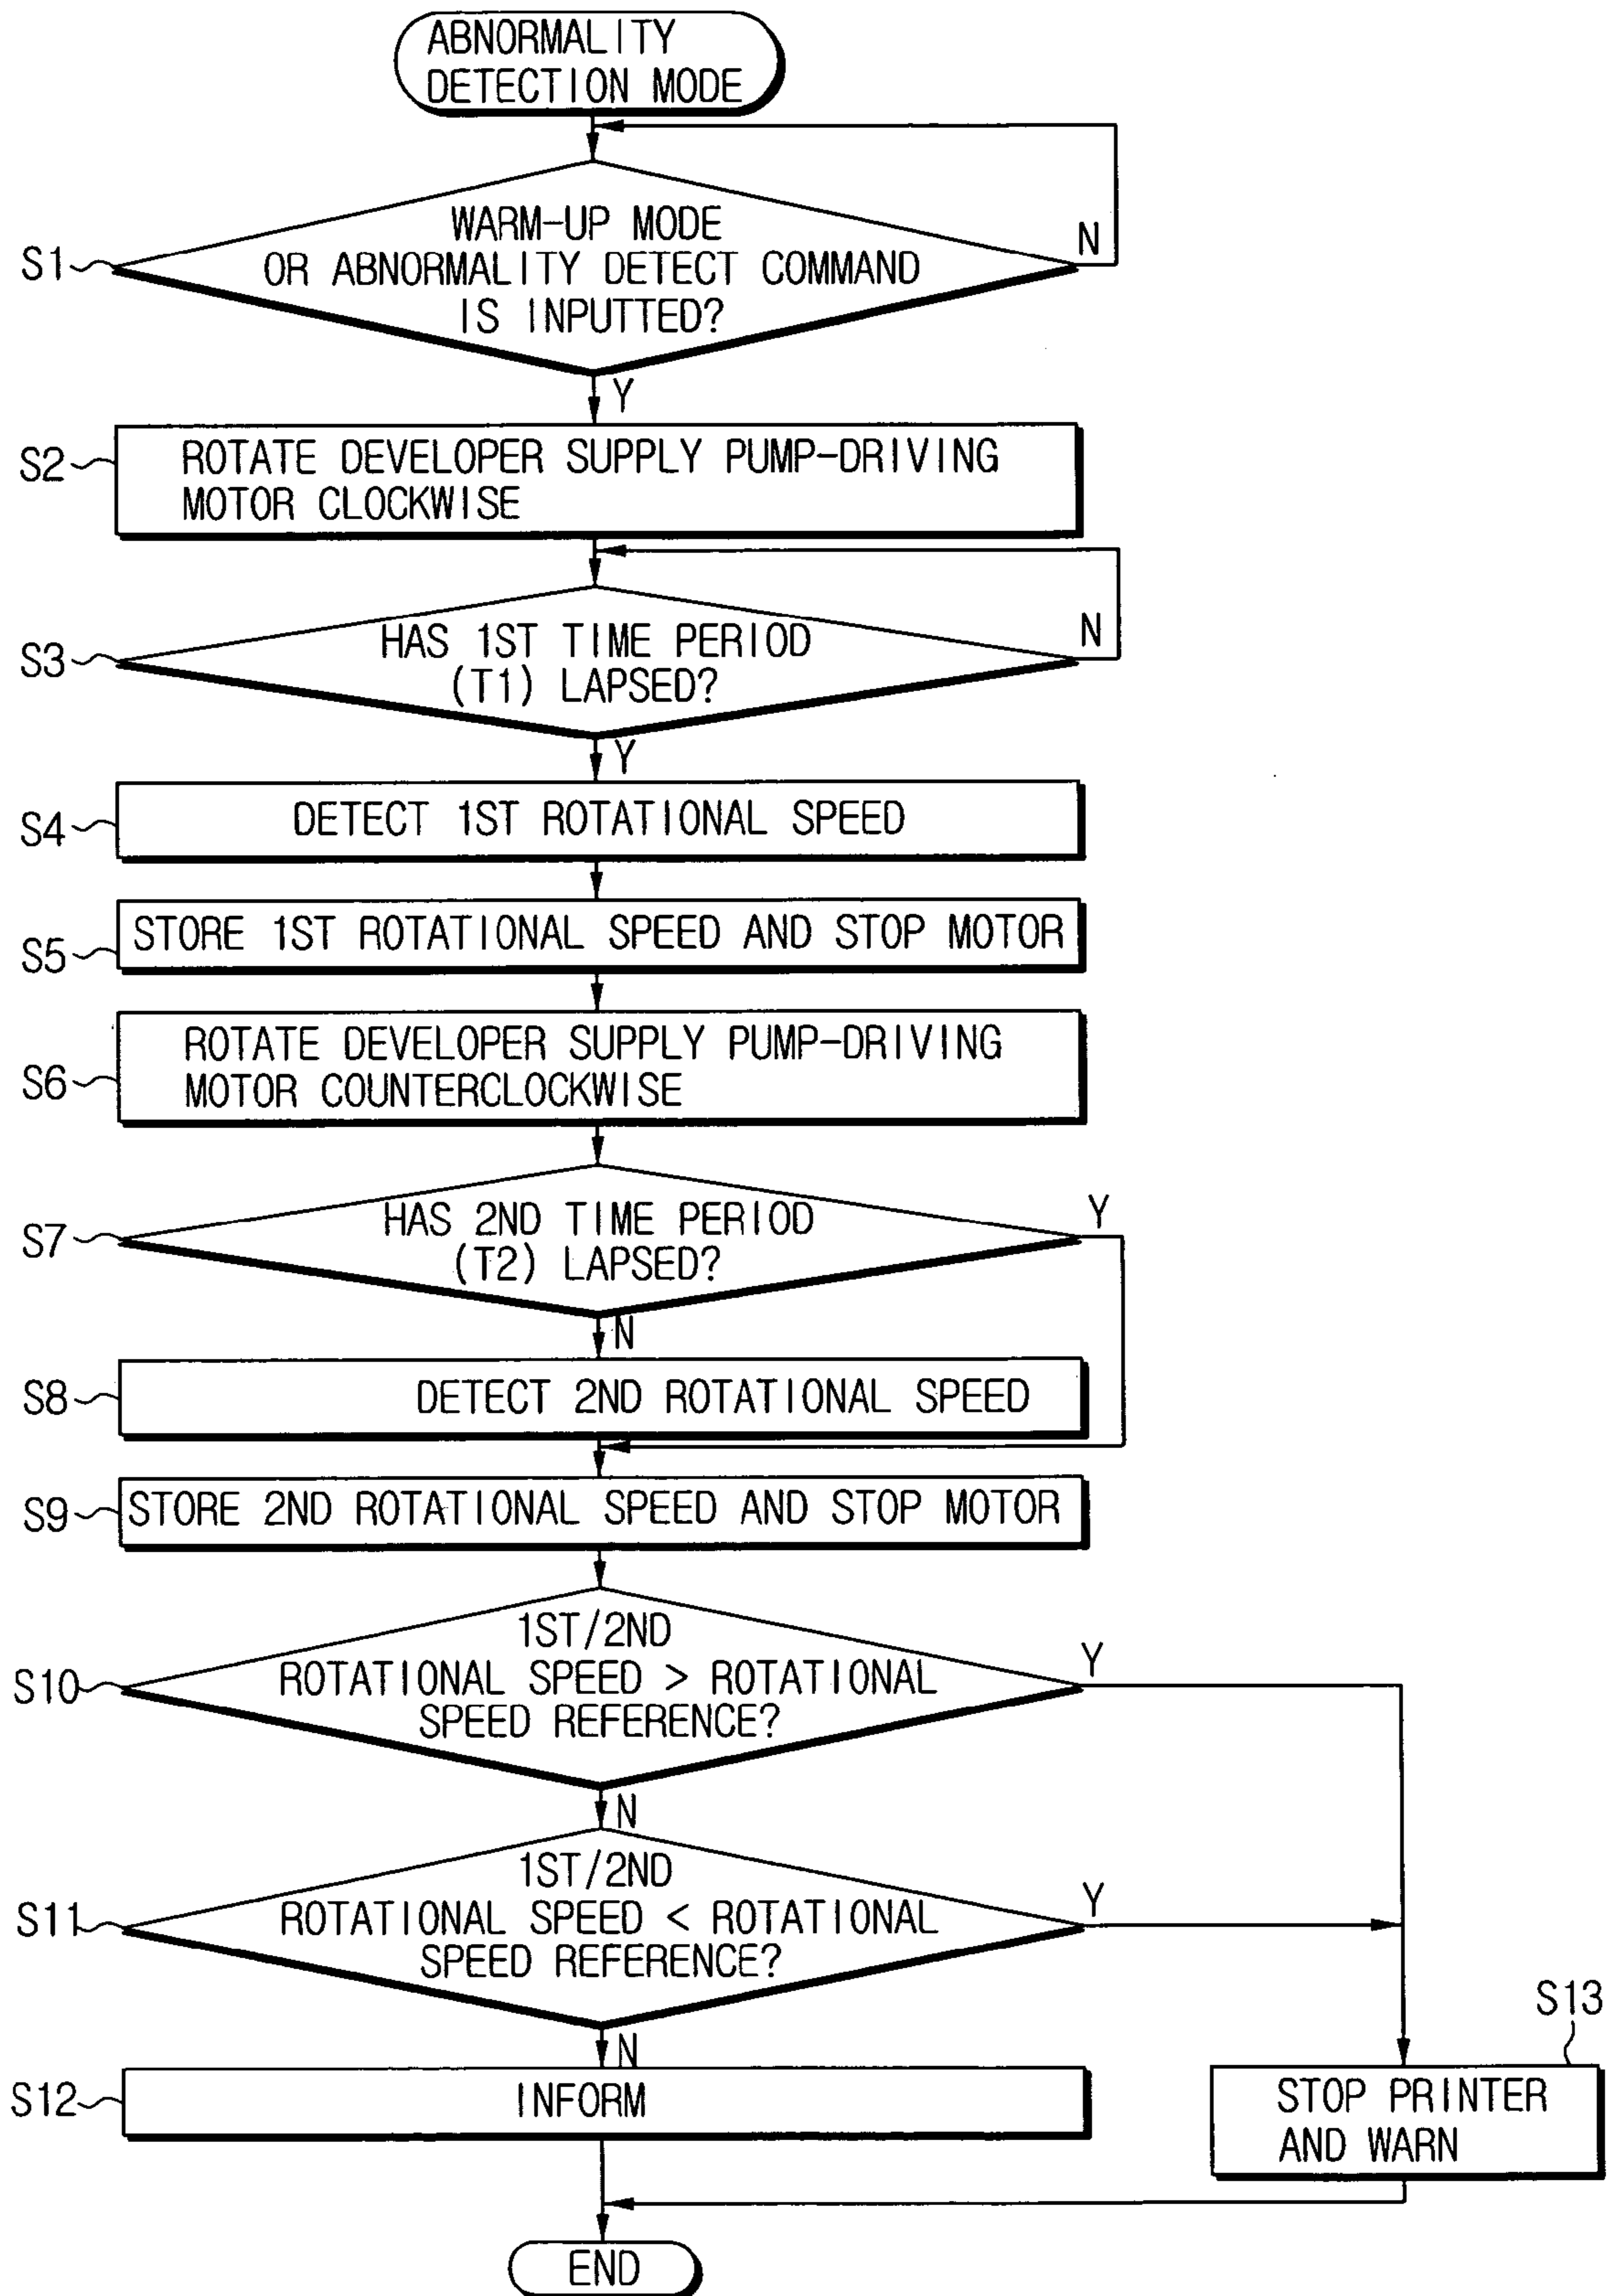 ABNORMALITY
DETECTION MODE
WARM-UP MODE
OR ABNORMALITY DETECT COMMAND
IS INPUTTED?
S1
N
Y
S2
ROTATE DEVELOPER SUPPLY PUMP-DRIVING
MOTOR CLOCKWISE
S3
HAS 1ST TIME PERIOD
(T1) LAPSED?
N
Y
S4
DETECT 1ST ROTATIONAL SPEED
S5
STORE 1ST ROTATIONAL SPEED AND STOP MOTOR
S6
ROTATE DEVELOPER SUPPLY PUMP-DRIVING
MOTOR COUNTERCLOCKWISE
S7
HAS 2ND TIME PERIOD
(T2) LAPSED?
Y
N
S8
DETECT 2ND ROTATIONAL SPEED
S9
STORE 2ND ROTATIONAL SPEED AND STOP MOTOR
S10
1ST/2ND
ROTATIONAL SPEED > ROTATIONAL
SPEED REFERENCE?
Y
N
S11
1ST/2ND
ROTATIONAL SPEED < ROTATIONAL
SPEED REFERENCE?
Y
N
S12
INFORM
S13
STOP PRINTER
AND WARN
END